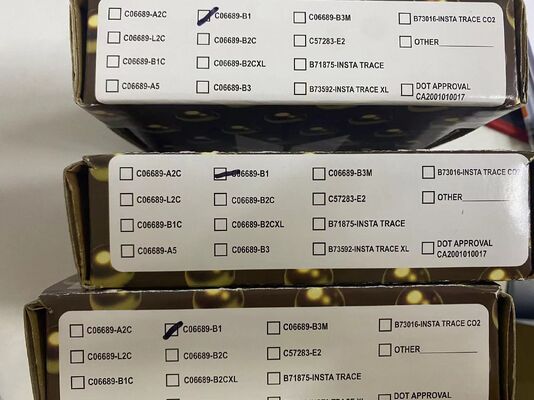 C06689-A2C C06689-B1 C06689-B3M B73016-INSTA TRACE CO2
C06689-L2C C06689-B2C C57283-E2 OTHER
C06689-B1C C06689-B2CXL B71875-INSTA TRACE
C06689-A5 C06689-B3 B73592-INSTA TRACE XL DOT APPROVAL
CA2001010017
C06689-A2C C06689-B1 C06689-B3M B73016-INSTA TRACE CO2
C06689-L2C C06689-B2C C57283-E2 OTHER
C06689-B1C C06689-B2CXL B71875-INSTA TRACE
C06689-A5 C06689-B3 B73592-INSTA TRACE XL DOT APPROVAL
CA2001010017
C06689-A2C C06689-B1 C06689-B3M B73016-INSTA TRACE CO2
C06689-L2C C06689-B2C C57283-E2 OTHER
C06689-B1C C06689-B2CXL B71875-INSTA TRACE
DOT APPROVAL